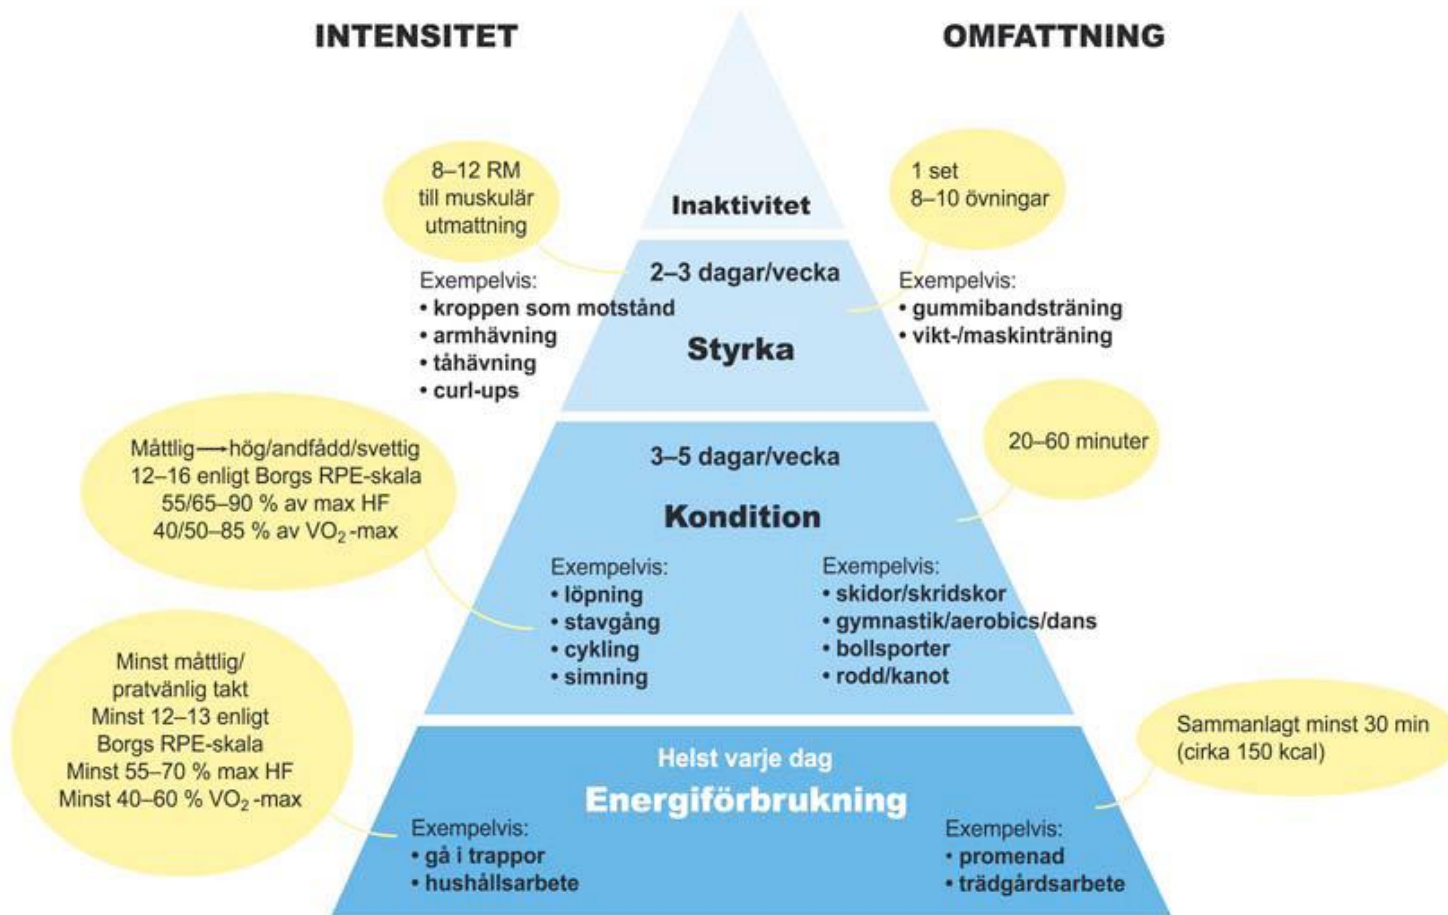 INTENSITET
OMFATTNING
8–12 RM
till muskulär
utmattning
1 set
8–10 övningar
Inaktivitet
2–3 dagar/vecka
Styrka
Exempelvis:
• kroppen som motstånd
• armhävning
• tåhävning
• curl-ups
Exempelvis:
• gummibandsträning
• vikt-/maskinträning
Måttlig→hög/andfådd/svettig
12–16 enligt Borgs RPE-skala
55/65–90 % av max HF
40/50–85 % av VO₂-max
3–5 dagar/vecka
Kondition
20–60 minuter
Exempelvis:
• löpning
• stavgång
• cykling
• simning
Exempelvis:
• skidor/skridskor
• gymnastik/aerobics/dans
• bollsporter
• rodd/kanot
Minst måttlig/
pratvänlig takt
Minst 12–13 enligt
Borgs RPE-skala
Minst 55–70 % max HF
Minst 40–60 % VO₂-max
Helst varje dag
Energiförbrukning
Sammanlagt minst 30 min
(cirka 150 kcal)
Exempelvis:
• gå i trappor
• hushållsarbete
Exempelvis:
• promenad
• trädgårdsarbete